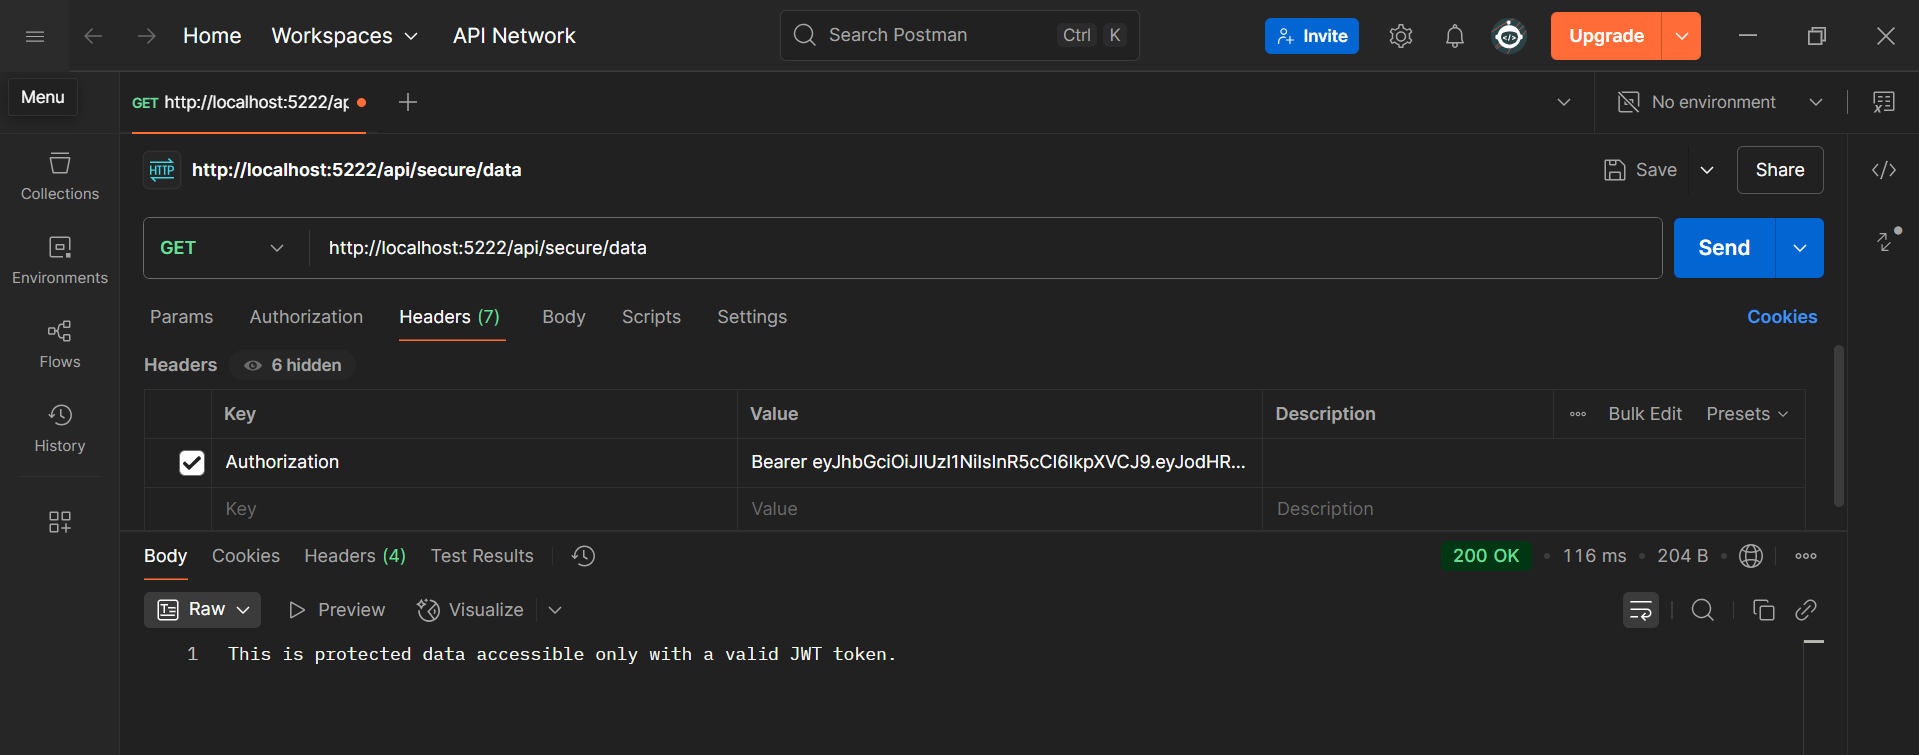 Home Workspaces API Network Search Postman Ctrl K Invite Upgrade
Menu GET http://localhost:5222/ap No environment
HTTP http://localhost:5222/api/secure/data Save Share
Collections
GET http://localhost:5222/api/secure/data Send
Environments
Params Authorization Headers (7) Body Scripts Settings Cookies
Flows
Headers 6 hidden
Key Value Description Bulk Edit Presets
History
Authorization Bearer eyJhbGciOiJIUzI1NiIsInR5cCI6IkpXVCJ9.eyJodHR...
Key Value Description
Body Cookies Headers (4) Test Results 200 OK • 116 ms • 204 B •
Raw Preview Visualize
1 This is protected data accessible only with a valid JWT token.